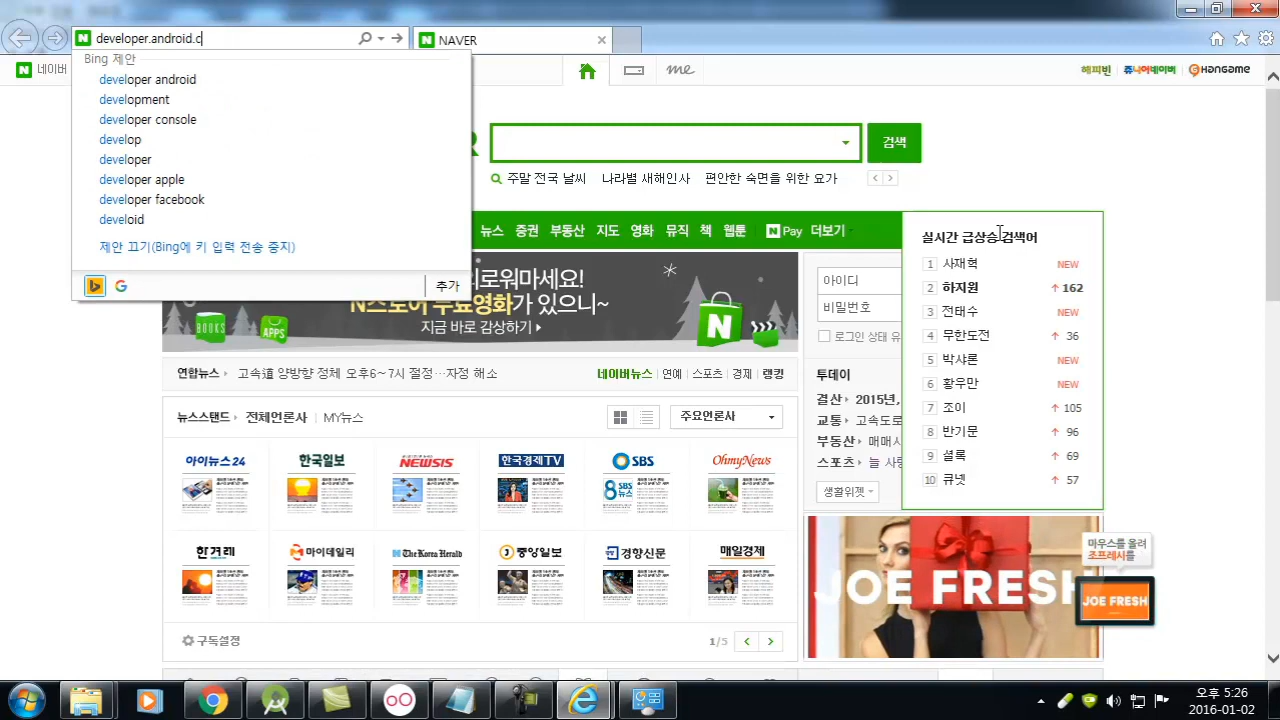 developer.android.c
NAVER
Bing 제안
developer android
development
developer console
develop
developer
developer apple
developer facebook
develoid
제안 끄기(Bing에 키 입력 전송 중지)
추가
네이버
me
해피빈
쥬니어네이버
HANGAME
검색
주말 전국 날씨 나라별 새해인사 편안한 숙면을 위한 요가
뉴스 증권 부동산 지도 영화 뮤직 책 웹툰 N Pay 더보기
실시간 급상승 검색어
1 사재혁 NEW
2 하지원 ↑ 162
3 전태수 NEW
4 무한도전 ↑ 36
5 박샤론 NEW
6 황우만 NEW
7 조이 ↑ 105
8 반기문 ↑ 96
9 셜록 ↑ 69
10 큐넷 ↑ 57
로워마세요!
N스토어 무료영화가 있으니~
지금 바로 감상하기
BOOKS
APPS
N
아이디
비밀번호
로그인 상태 유
연합뉴스 고속道 양방향 정체 오후6~7시 절정…자정 해소
네이버뉴스 연예 스포츠 경제 랭킹
투데이
결산 2015년,
교통 고속도로
부동산 매매시
스포츠 늘 사
생활위젯
뉴스스탠드 전체언론사 MY뉴스
주요언론사
아이뉴스24
한국일보
NEWSIS
한국경제TV
SBS
OhmyNews
SBS
뉴스
한겨레
마이데일리
The Korea Herald
중앙일보
경향신문
매일경제
구독설정
1/5
JOE FRESH
마우스를 올려
조프레시를
JOE FRESH
오후 5:26
2016-01-02